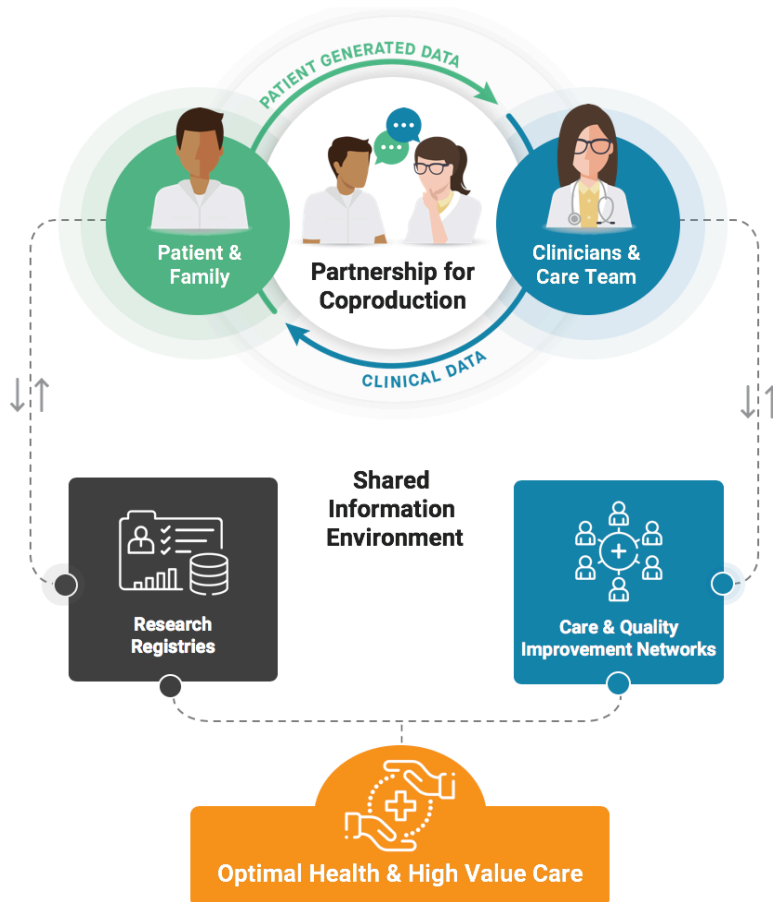 PATIENT GENERATED DATA
Patient &
Family
Partnership for
Coproduction
Clinicians &
Care Team
CLINICAL DATA
Shared
Information
Environment
Research
Registries
Care & Quality
Improvement Networks
Optimal Health & High Value Care